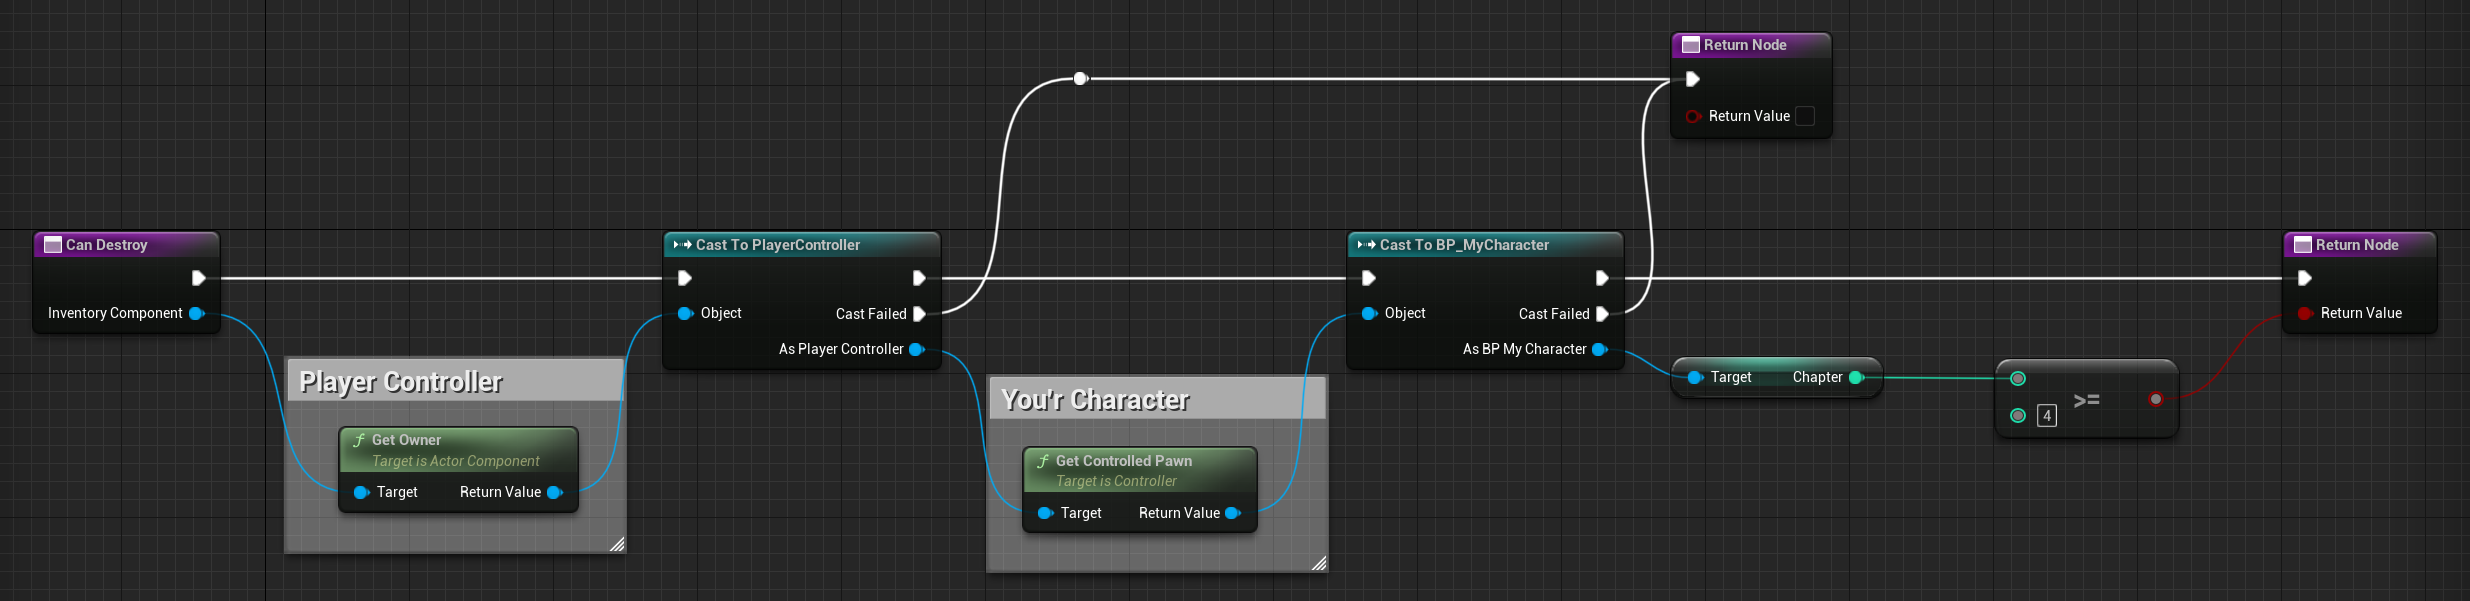 Return Node
Return Value
Can Destroy
Inventory Component
Player Controller
Get Owner
Target is Actor Component
Target
Return Value
Cast To PlayerController
Object
Cast Failed
As Player Controller
You'r Character
Get Controlled Pawn
Target is Controller
Target
Return Value
Cast To BP_MyCharacter
Object
Cast Failed
As BP My Character
Target
Chapter
4
>=
Return Node
Return Value